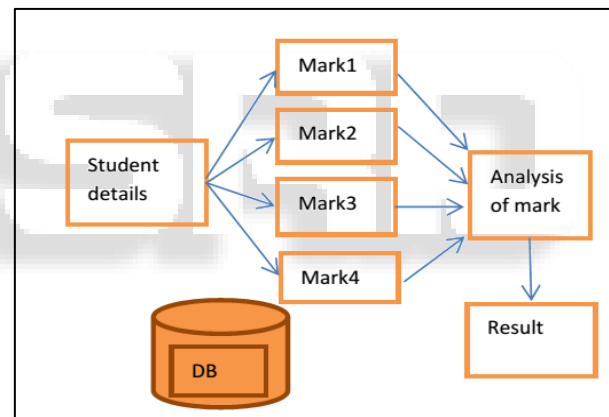 Mark1
Mark2
Student
details
Mark3
Analysis
of mark
Mark4
Result
DB